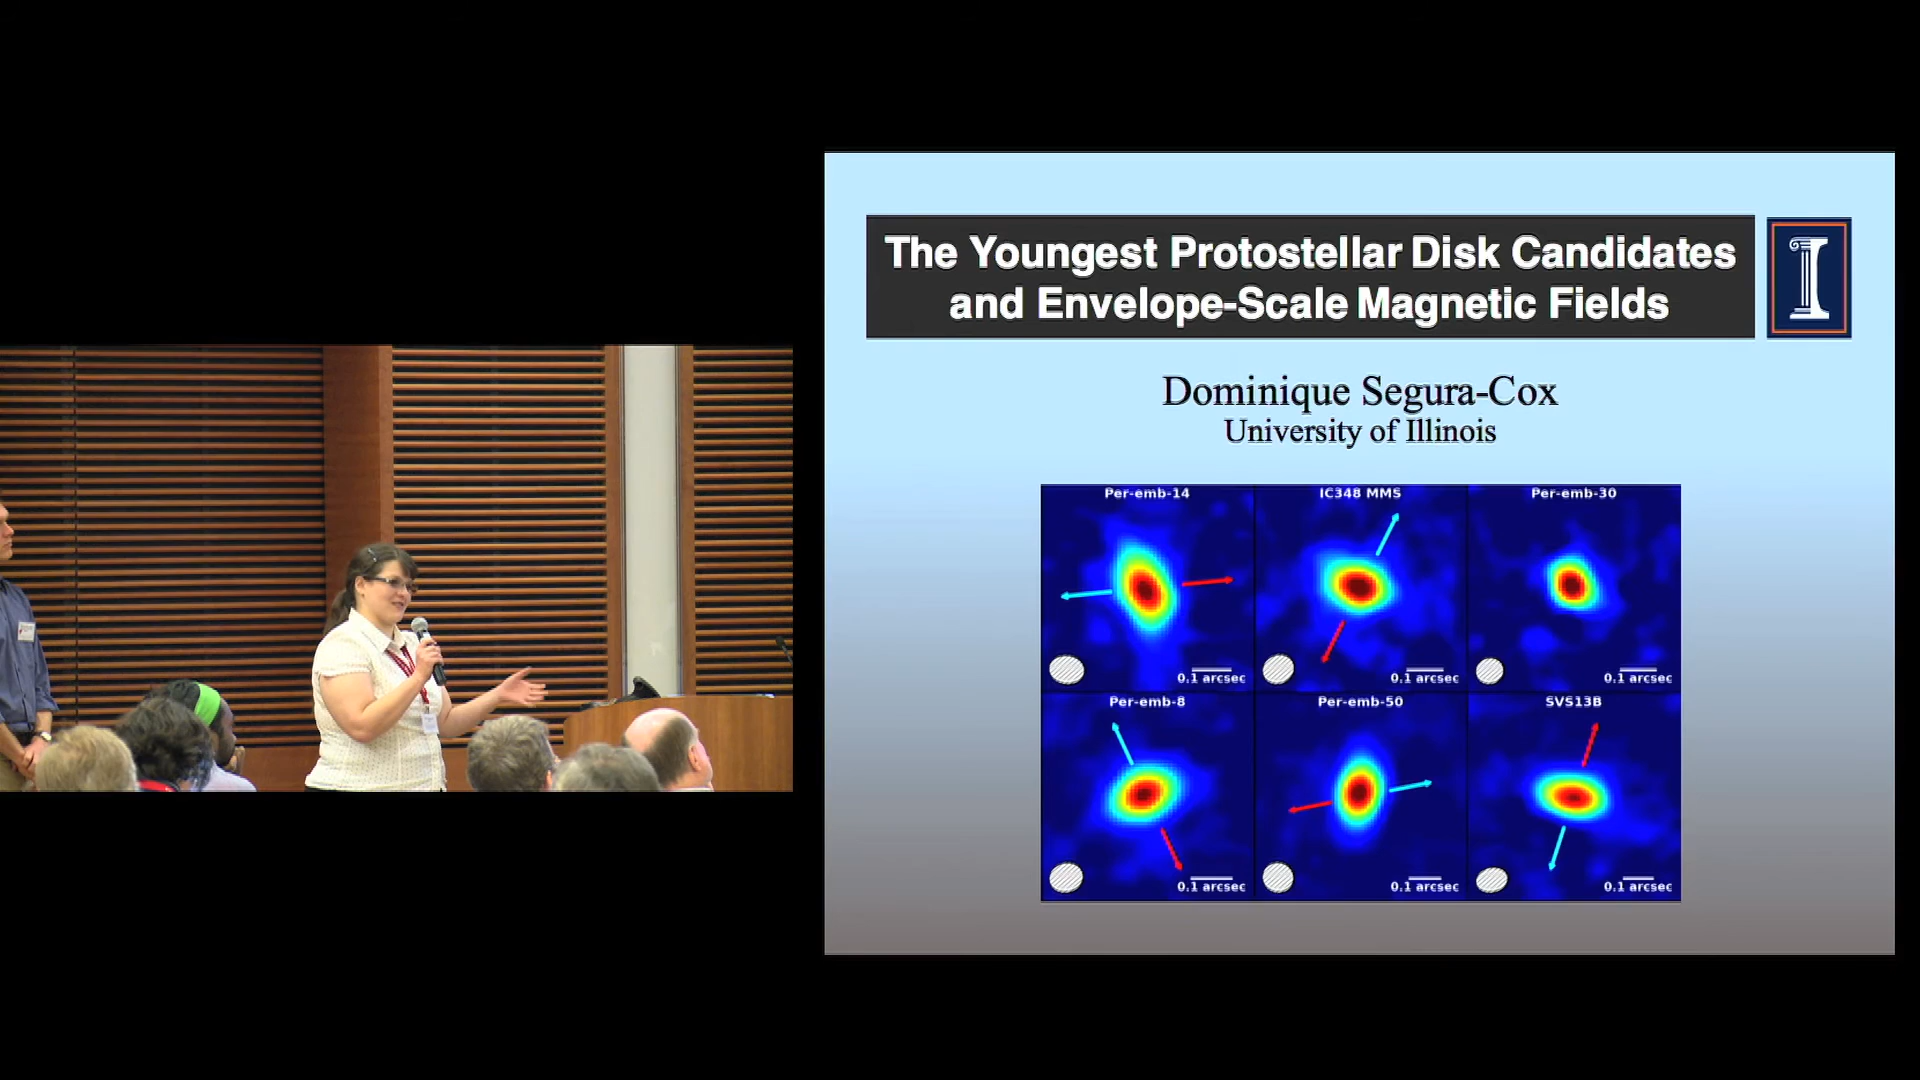 The Youngest Protostellar Disk Candidates
and Envelope-Scale Magnetic Fields
Dominique Segura-Cox
University of Illinois
Per-emb-14
IC348 MMS
Per-emb-30
0.1 arcsec
0.1 arcsec
0.1 arcsec
Per-emb-8
Per-emb-50
SVS13B
0.1 arcsec
0.1 arcsec
0.1 arcsec